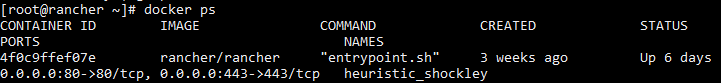 [root@rancher ~]# docker ps
CONTAINER ID        IMAGE               COMMAND             CREATED             STATUS
PORTS                                      NAMES
4f0c9ffef07e        rancher/rancher     "entrypoint.sh"     3 weeks ago         Up 6 days
0.0.0.0:80->80/tcp, 0.0.0.0:443->443/tcp   heuristic_shockley